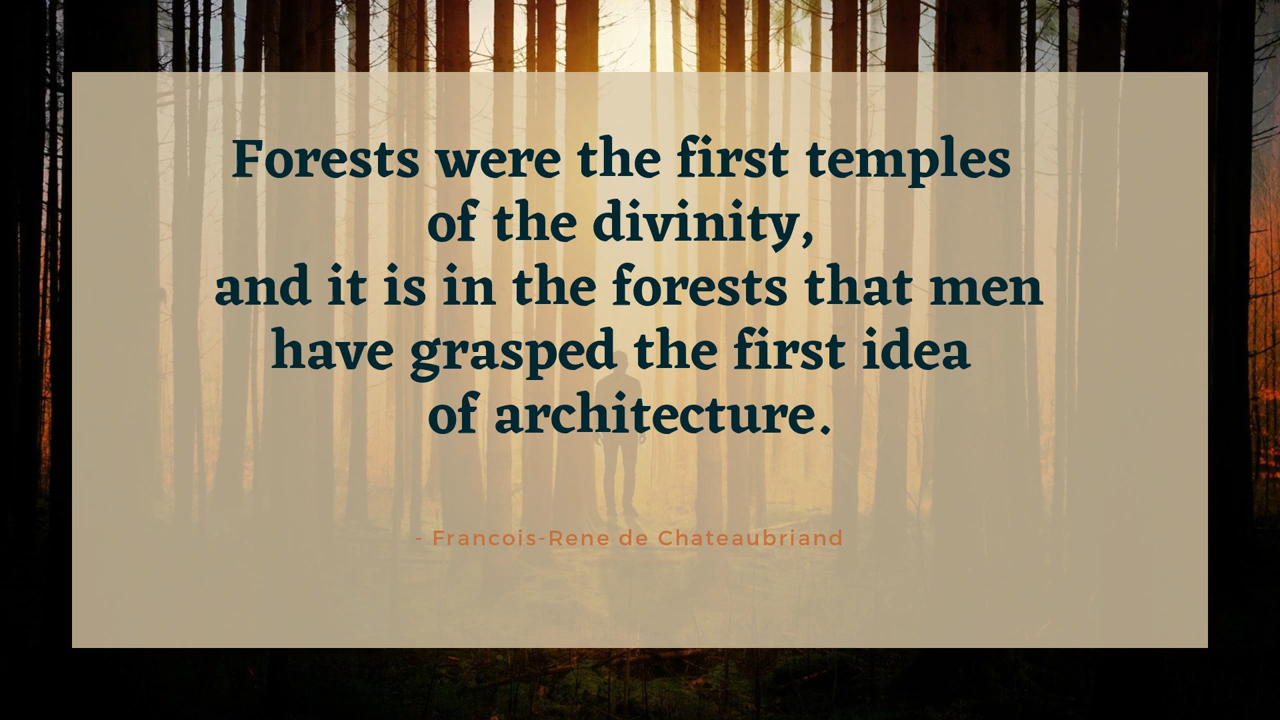 Forests were the first temples
of the divinity,
and it is in the forests that men
have grasped the first idea
of architecture.
- Francois-Rene de Chateaubriand